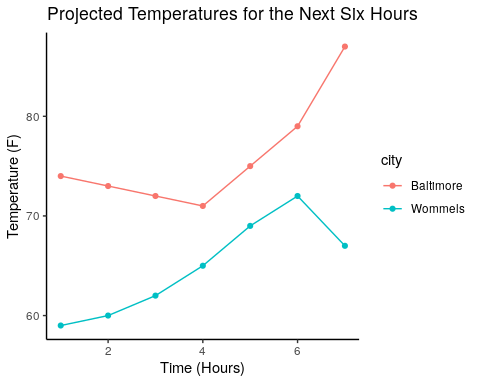 Projected Temperatures for the Next Six Hours
80
70
60
Temperature (F)
2 4 6
Time (Hours)
city
Baltimore
Wommels